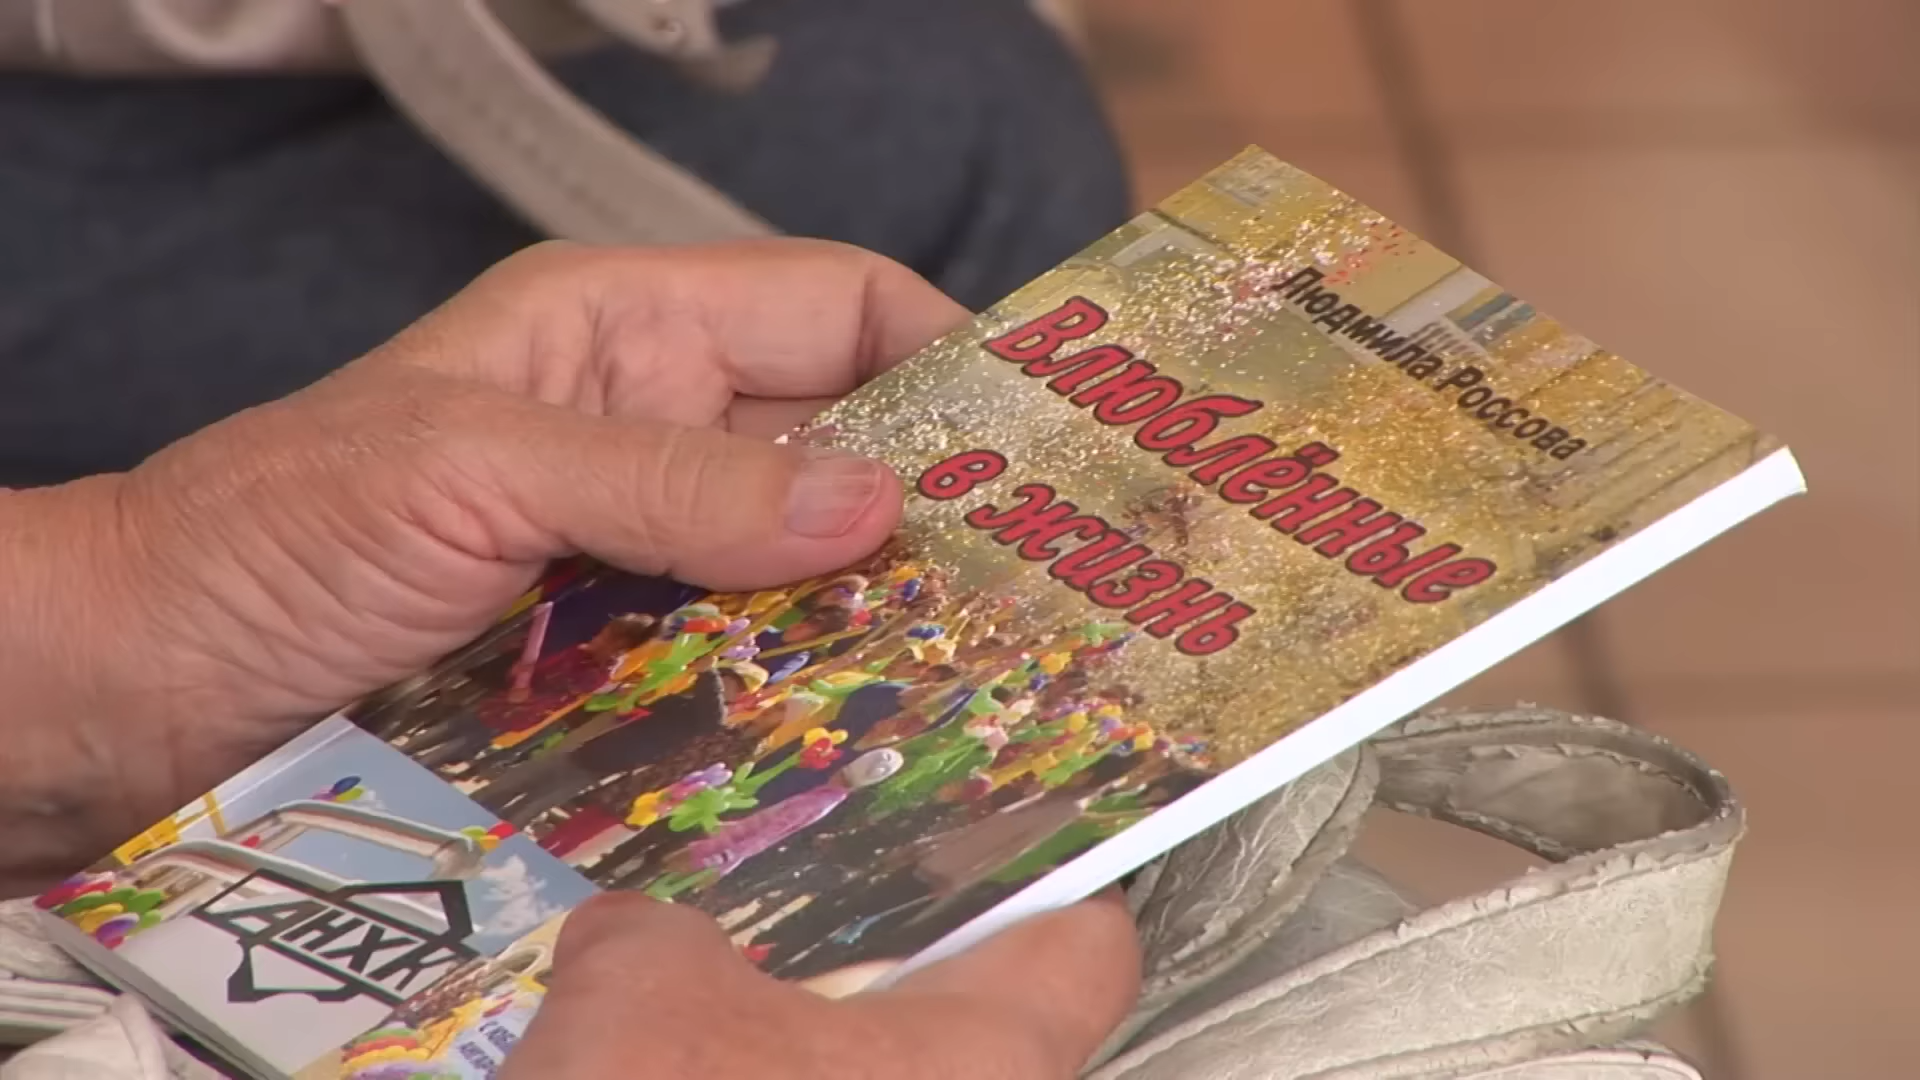 Людмила Россова
Влюблённые
в жизнь
АНХК